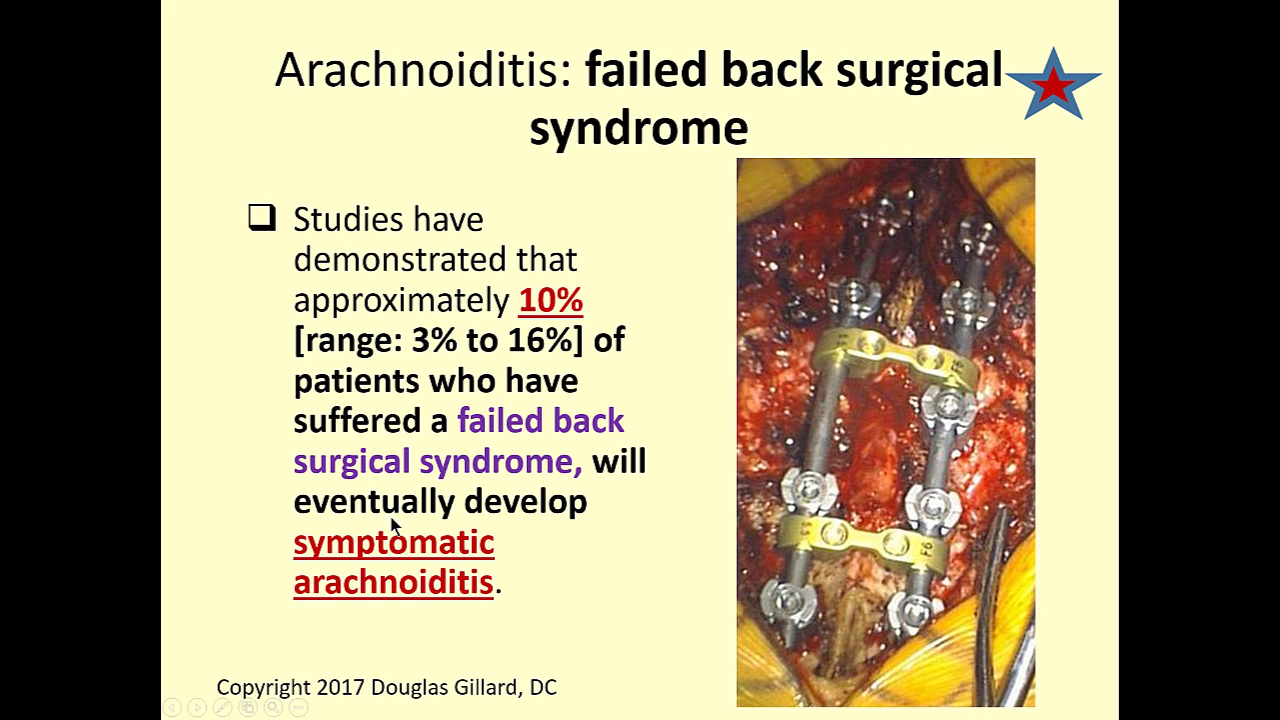 Arachnoiditis: failed back surgical
syndrome
Studies have
demonstrated that
approximately 10%
[range: 3% to 16%] of
patients who have
suffered a failed back
surgical syndrome, will
eventually develop
symptomatic
arachnoiditis.
Copyright 2017 Douglas Gillard, DC